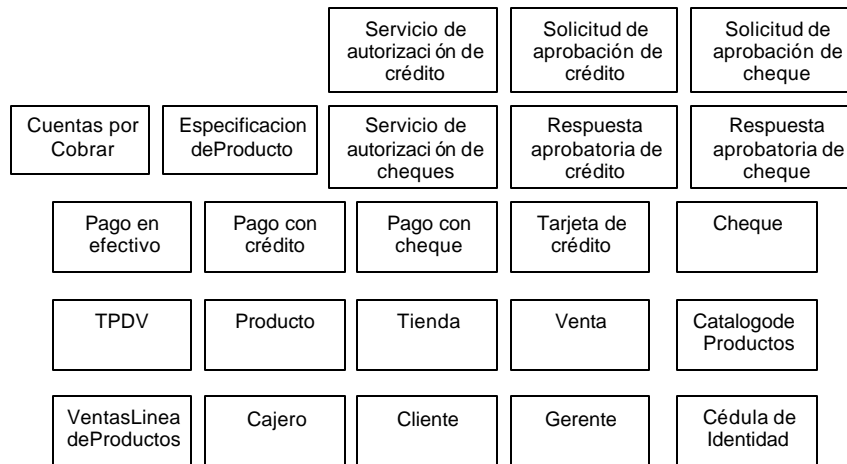 Servicio de
autorizaci ón de
crédito
Solicitud de
aprobación de
crédito
Solicitud de
aprobación de
cheque
Cuentas por
Cobrar
Especificacion
deProducto
Servicio de
autorizaci ón de
cheques
Respuesta
aprobatoria de
crédito
Respuesta
aprobatoria de
cheque
Pago en
efectivo
Pago con
crédito
Pago con
cheque
Tarjeta de
crédito
Cheque
TPDV
Producto
Tienda
Venta
Catalogode
Productos
VentasLinea
deProductos
Cajero
Cliente
Gerente
Cédula de
Identidad